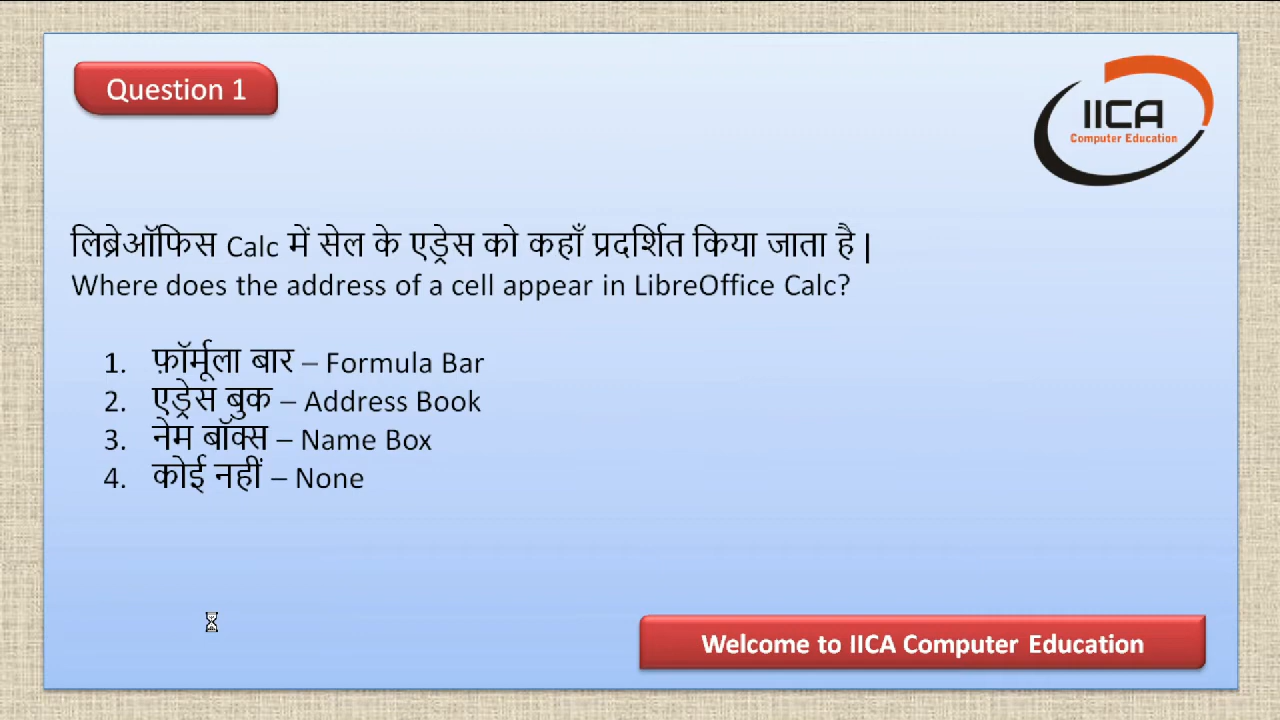 Question 1
IICA
Computer Education
लिब्रेऑफिस Calc में सेल के एड्रेस को कहाँ प्रदर्शित किया जाता है |
Where does the address of a cell appear in LibreOffice Calc?
1. फ़ॉर्मूला बार – Formula Bar
2. एड्रेस बुक – Address Book
3. नेम बॉक्स – Name Box
4. कोई नहीं – None
Welcome to IICA Computer Education